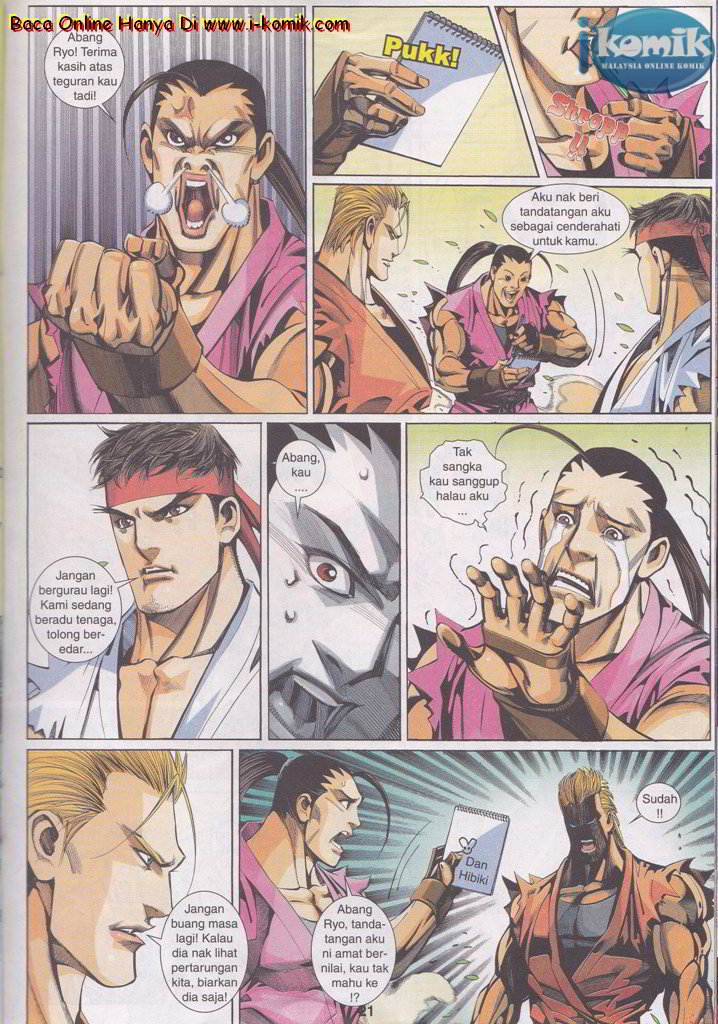 Baca Online Hanya Di www.i-komik.com
ikomik
MALAYSIA ONLINE KOMIK
Abang
Ryo! Terima
kasih atas
teguran kau
tadi!
Pukk!
Shropp
!!
Aku nak beri
tandatangan aku
sebagai cenderahati
untuk kamu.
Jangan
bergurau lagi!
Kami sedang
beradu tenaga,
tolong ber-
edar...
Abang,
kau
....
Tak
sangka
kau sanggup
halau aku
...
Jangan
buang masa
lagi! Kalau
dia nak lihat
pertarungan
kita, biarkan
dia saja!
Dan
Hibiki
Abang
Ryo, tanda-
tangan aku
ni amat ber-
nilai, kau tak
mahu ke
!?
Sudah
!!
21